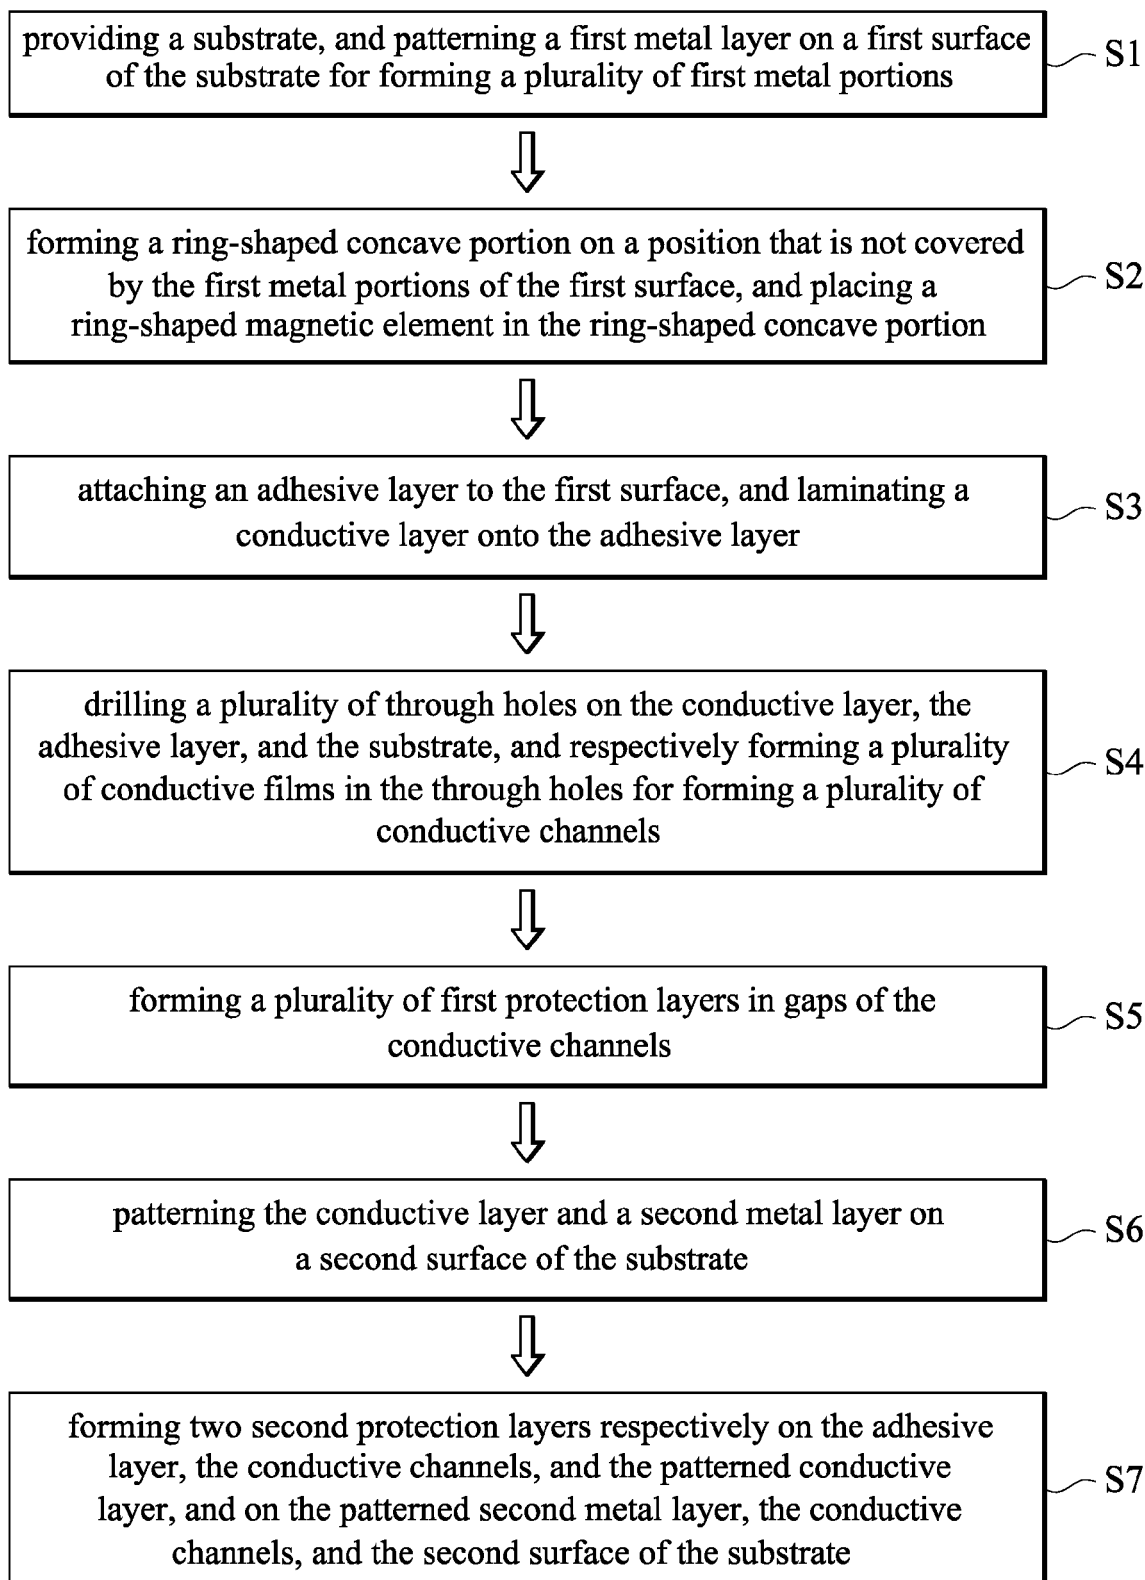 providing a substrate, and patterning a first metal layer on a first surface
of the substrate for forming a plurality of first metal portions
S1
forming a ring-shaped concave portion on a position that is not covered
by the first metal portions of the first surface, and placing a
ring-shaped magnetic element in the ring-shaped concave portion
S2
attaching an adhesive layer to the first surface, and laminating a
conductive layer onto the adhesive layer
S3
drilling a plurality of through holes on the conductive layer, the
adhesive layer, and the substrate, and respectively forming a plurality
of conductive films in the through holes for forming a plurality of
conductive channels
S4
forming a plurality of first protection layers in gaps of the
conductive channels
S5
patterning the conductive layer and a second metal layer on
a second surface of the substrate
S6
forming two second protection layers respectively on the adhesive
layer, the conductive channels, and the patterned conductive
layer, and on the patterned second metal layer, the conductive
channels, and the second surface of the substrate
S7